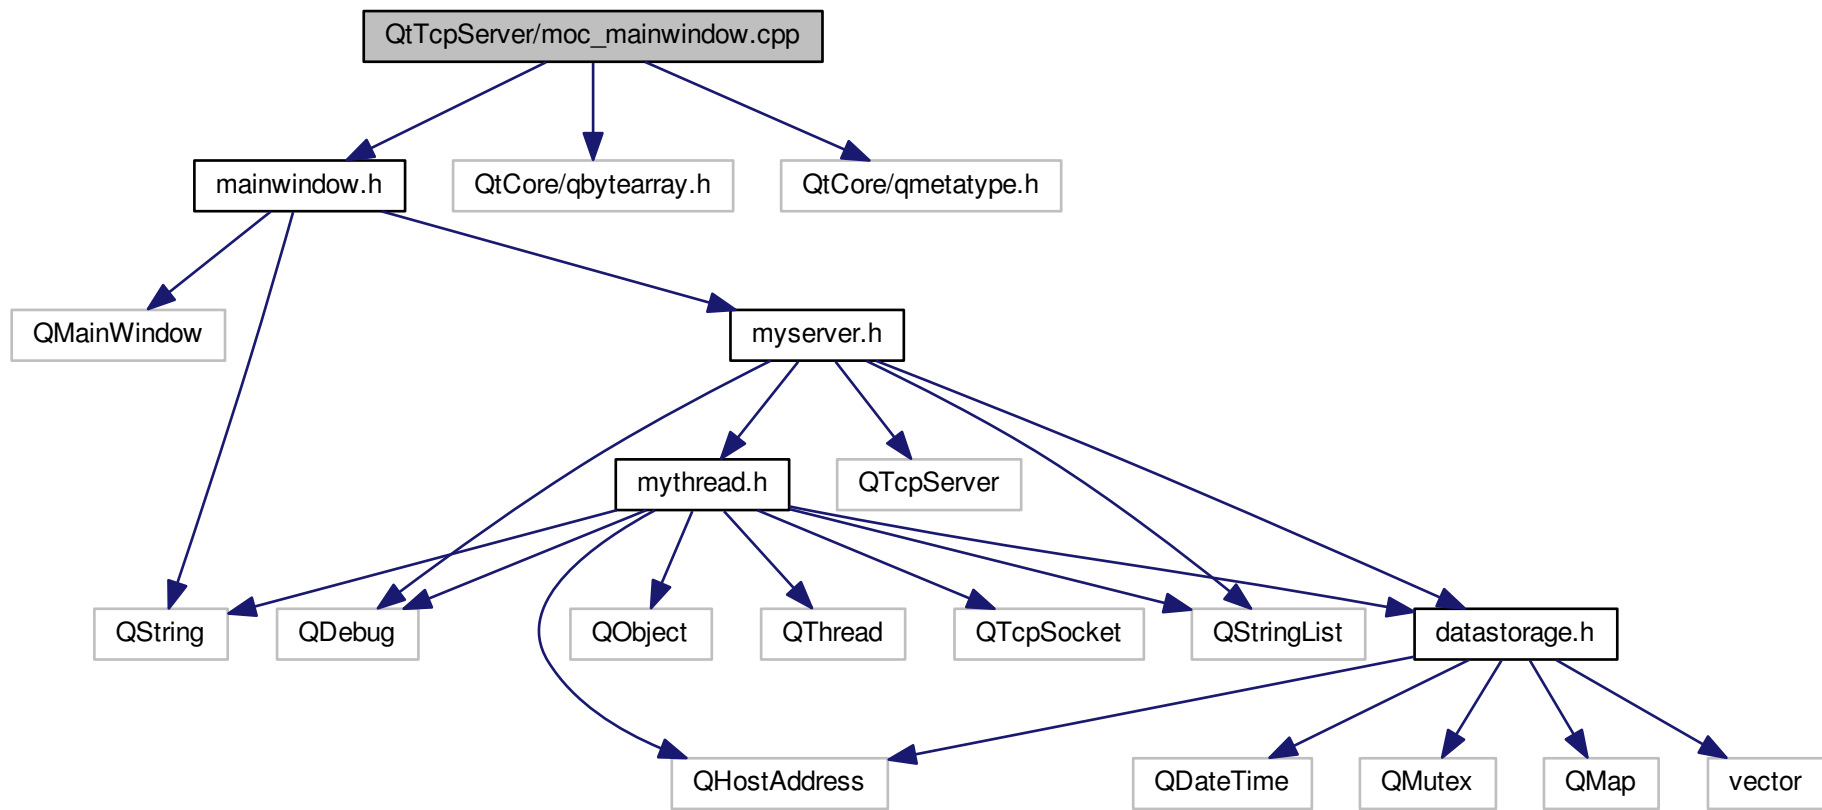 QtTcpServer/moc_mainwindow.cpp
mainwindow.h
QtCore/qbytearray.h
QtCore/qmetatype.h
QMainWindow
myserver.h
mythread.h
QTcpServer
QString
QDebug
QObject
QThread
QTcpSocket
QStringList
datastorage.h
QHostAddress
QDateTime
QMutex
QMap
vector